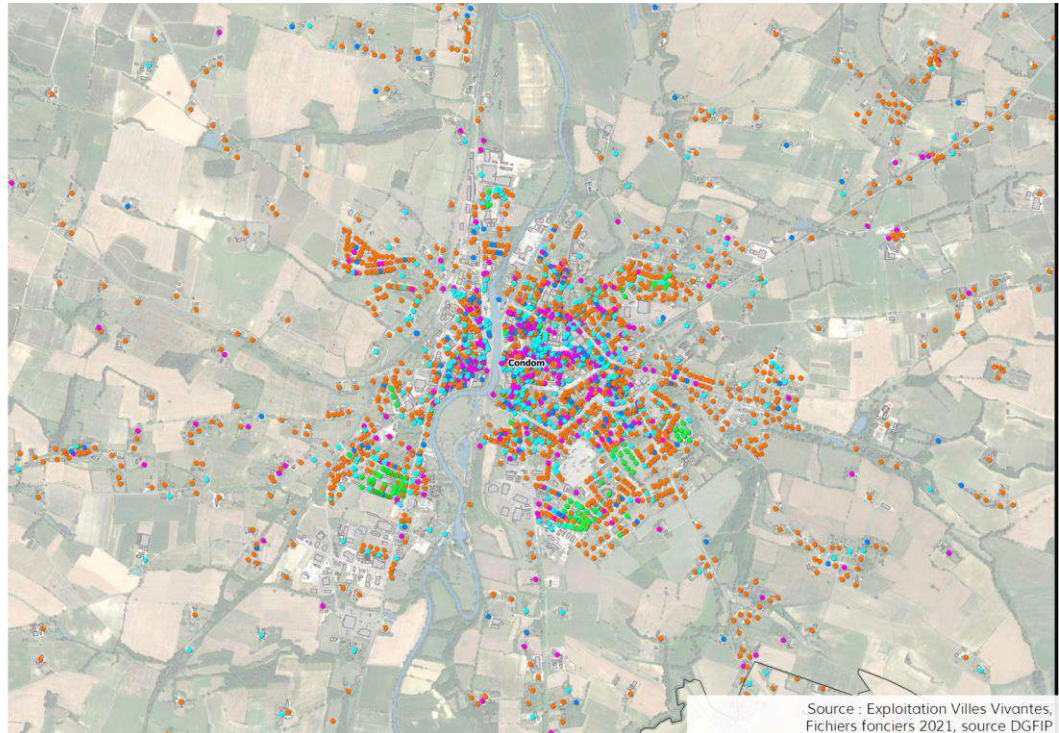 Condom
Source : Exploitation Villes Vivantes,
Fichiers fonciers 2021, source DGFIP